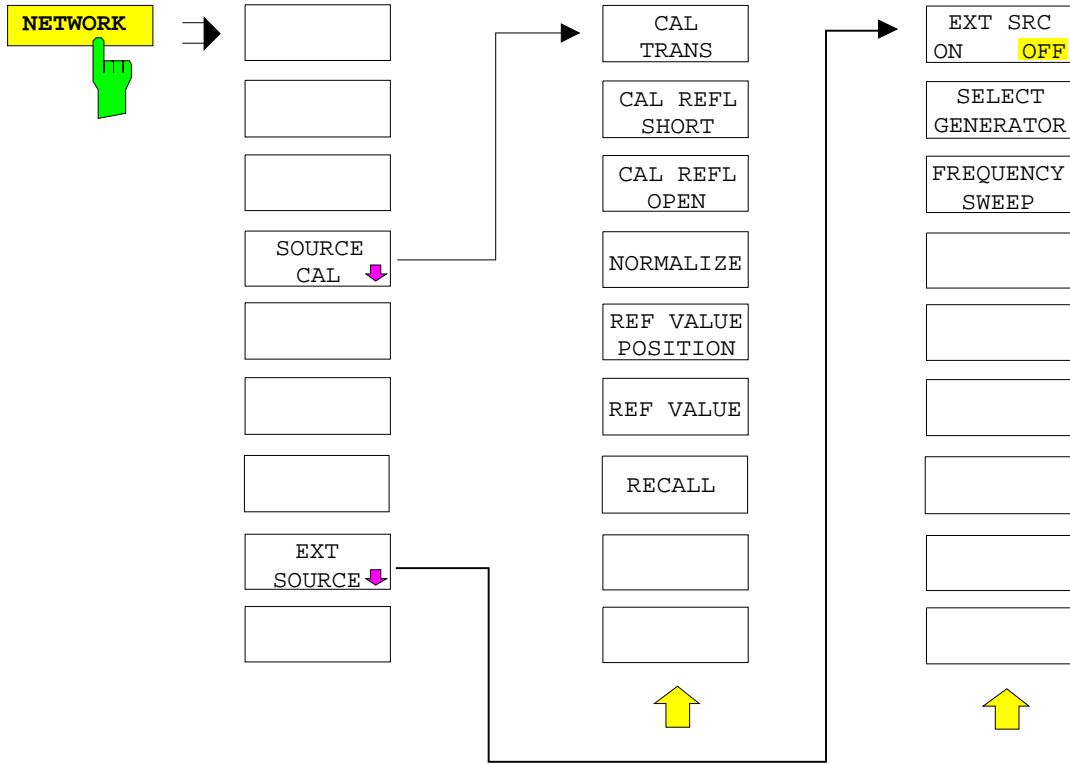 NETWORK
SOURCE
CAL
EXT
SOURCE
CAL
TRANS
CAL REFL
SHORT
CAL REFL
OPEN
NORMALIZE
REF VALUE
POSITION
REF VALUE
RECALL
EXT SRC
ON OFF
SELECT
GENERATOR
FREQUENCY
SWEEP